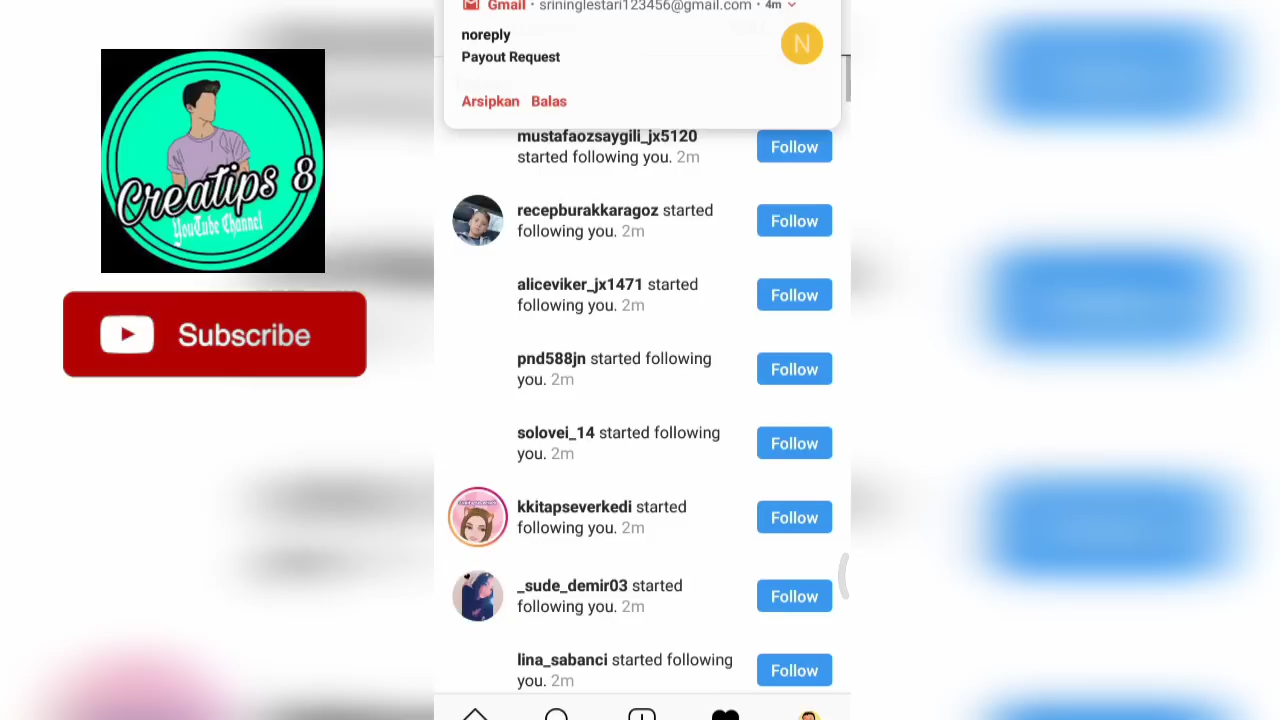 Creatips 8
YouTube Channel
Subscribe
Gmail • srininglestari123456@gmail.com • 4m
noreply
Payout Request
N
Arsipkan Balas
mustafaozsaygili_jx5120
started following you. 2m
Follow
recepburakkaragoz started
following you. 2m
Follow
aliceviker_jx1471 started
following you. 2m
Follow
pnd588jn started following
you. 2m
Follow
solovei_14 started following
you. 2m
Follow
kkitapseverkedi started
following you. 2m
Follow
_sude_demir03 started
following you. 2m
Follow
lina_sabanci started following
you. 2m
Follow